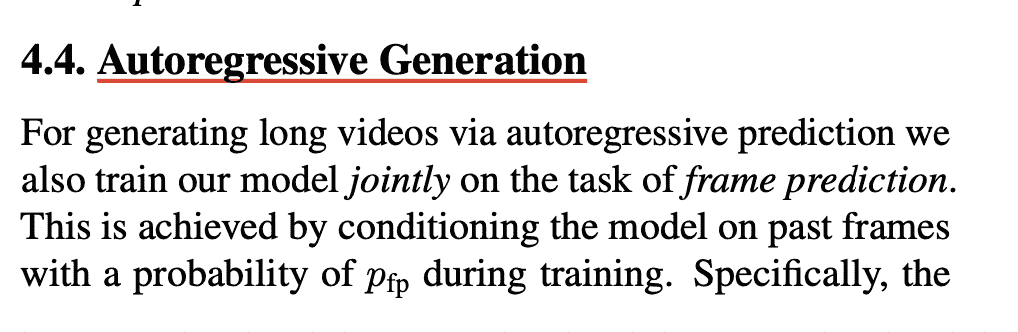 4.4. Autoregressive Generation
For generating long videos via autoregressive prediction we
also train our model jointly on the task of frame prediction.
This is achieved by conditioning the model on past frames
with a probability of pfp during training. Specifically, the